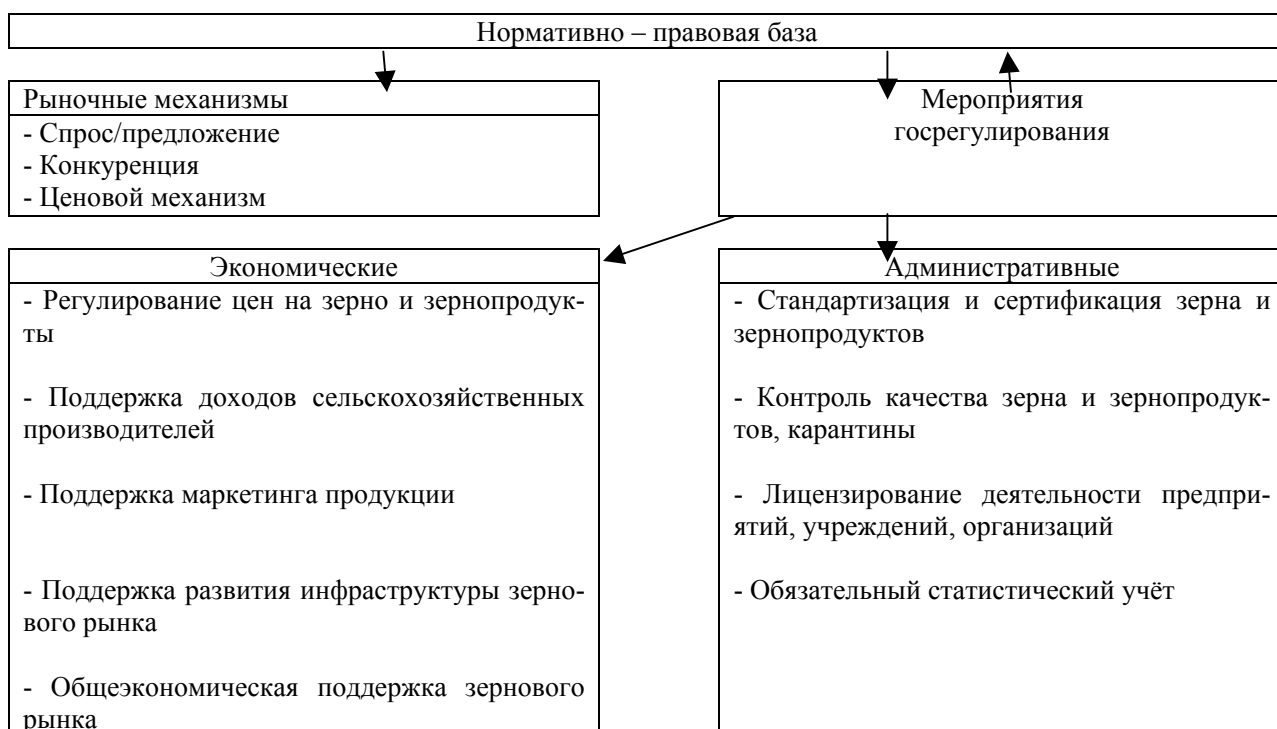 Нормативно – правовая база
Рыночные механизмы
- Спрос/предложение
- Конкуренция
- Ценовой механизм
Мероприятия
госрегулирования
Экономические
- Регулирование цен на зерно и зернопродук-
ты
- Поддержка доходов сельскохозяйственных
производителей
- Поддержка маркетинга продукции
- Поддержка развития инфраструктуры зерно-
вого рынка
- Общеэкономическая поддержка зернового
рынка
Административные
- Стандартизация и сертификация зерна и
зернопродуктов
- Контроль качества зерна и зернопродук-
тов, карантины
- Лицензирование деятельности предпри-
ятий, учреждений, организаций
- Обязательный статистический учёт